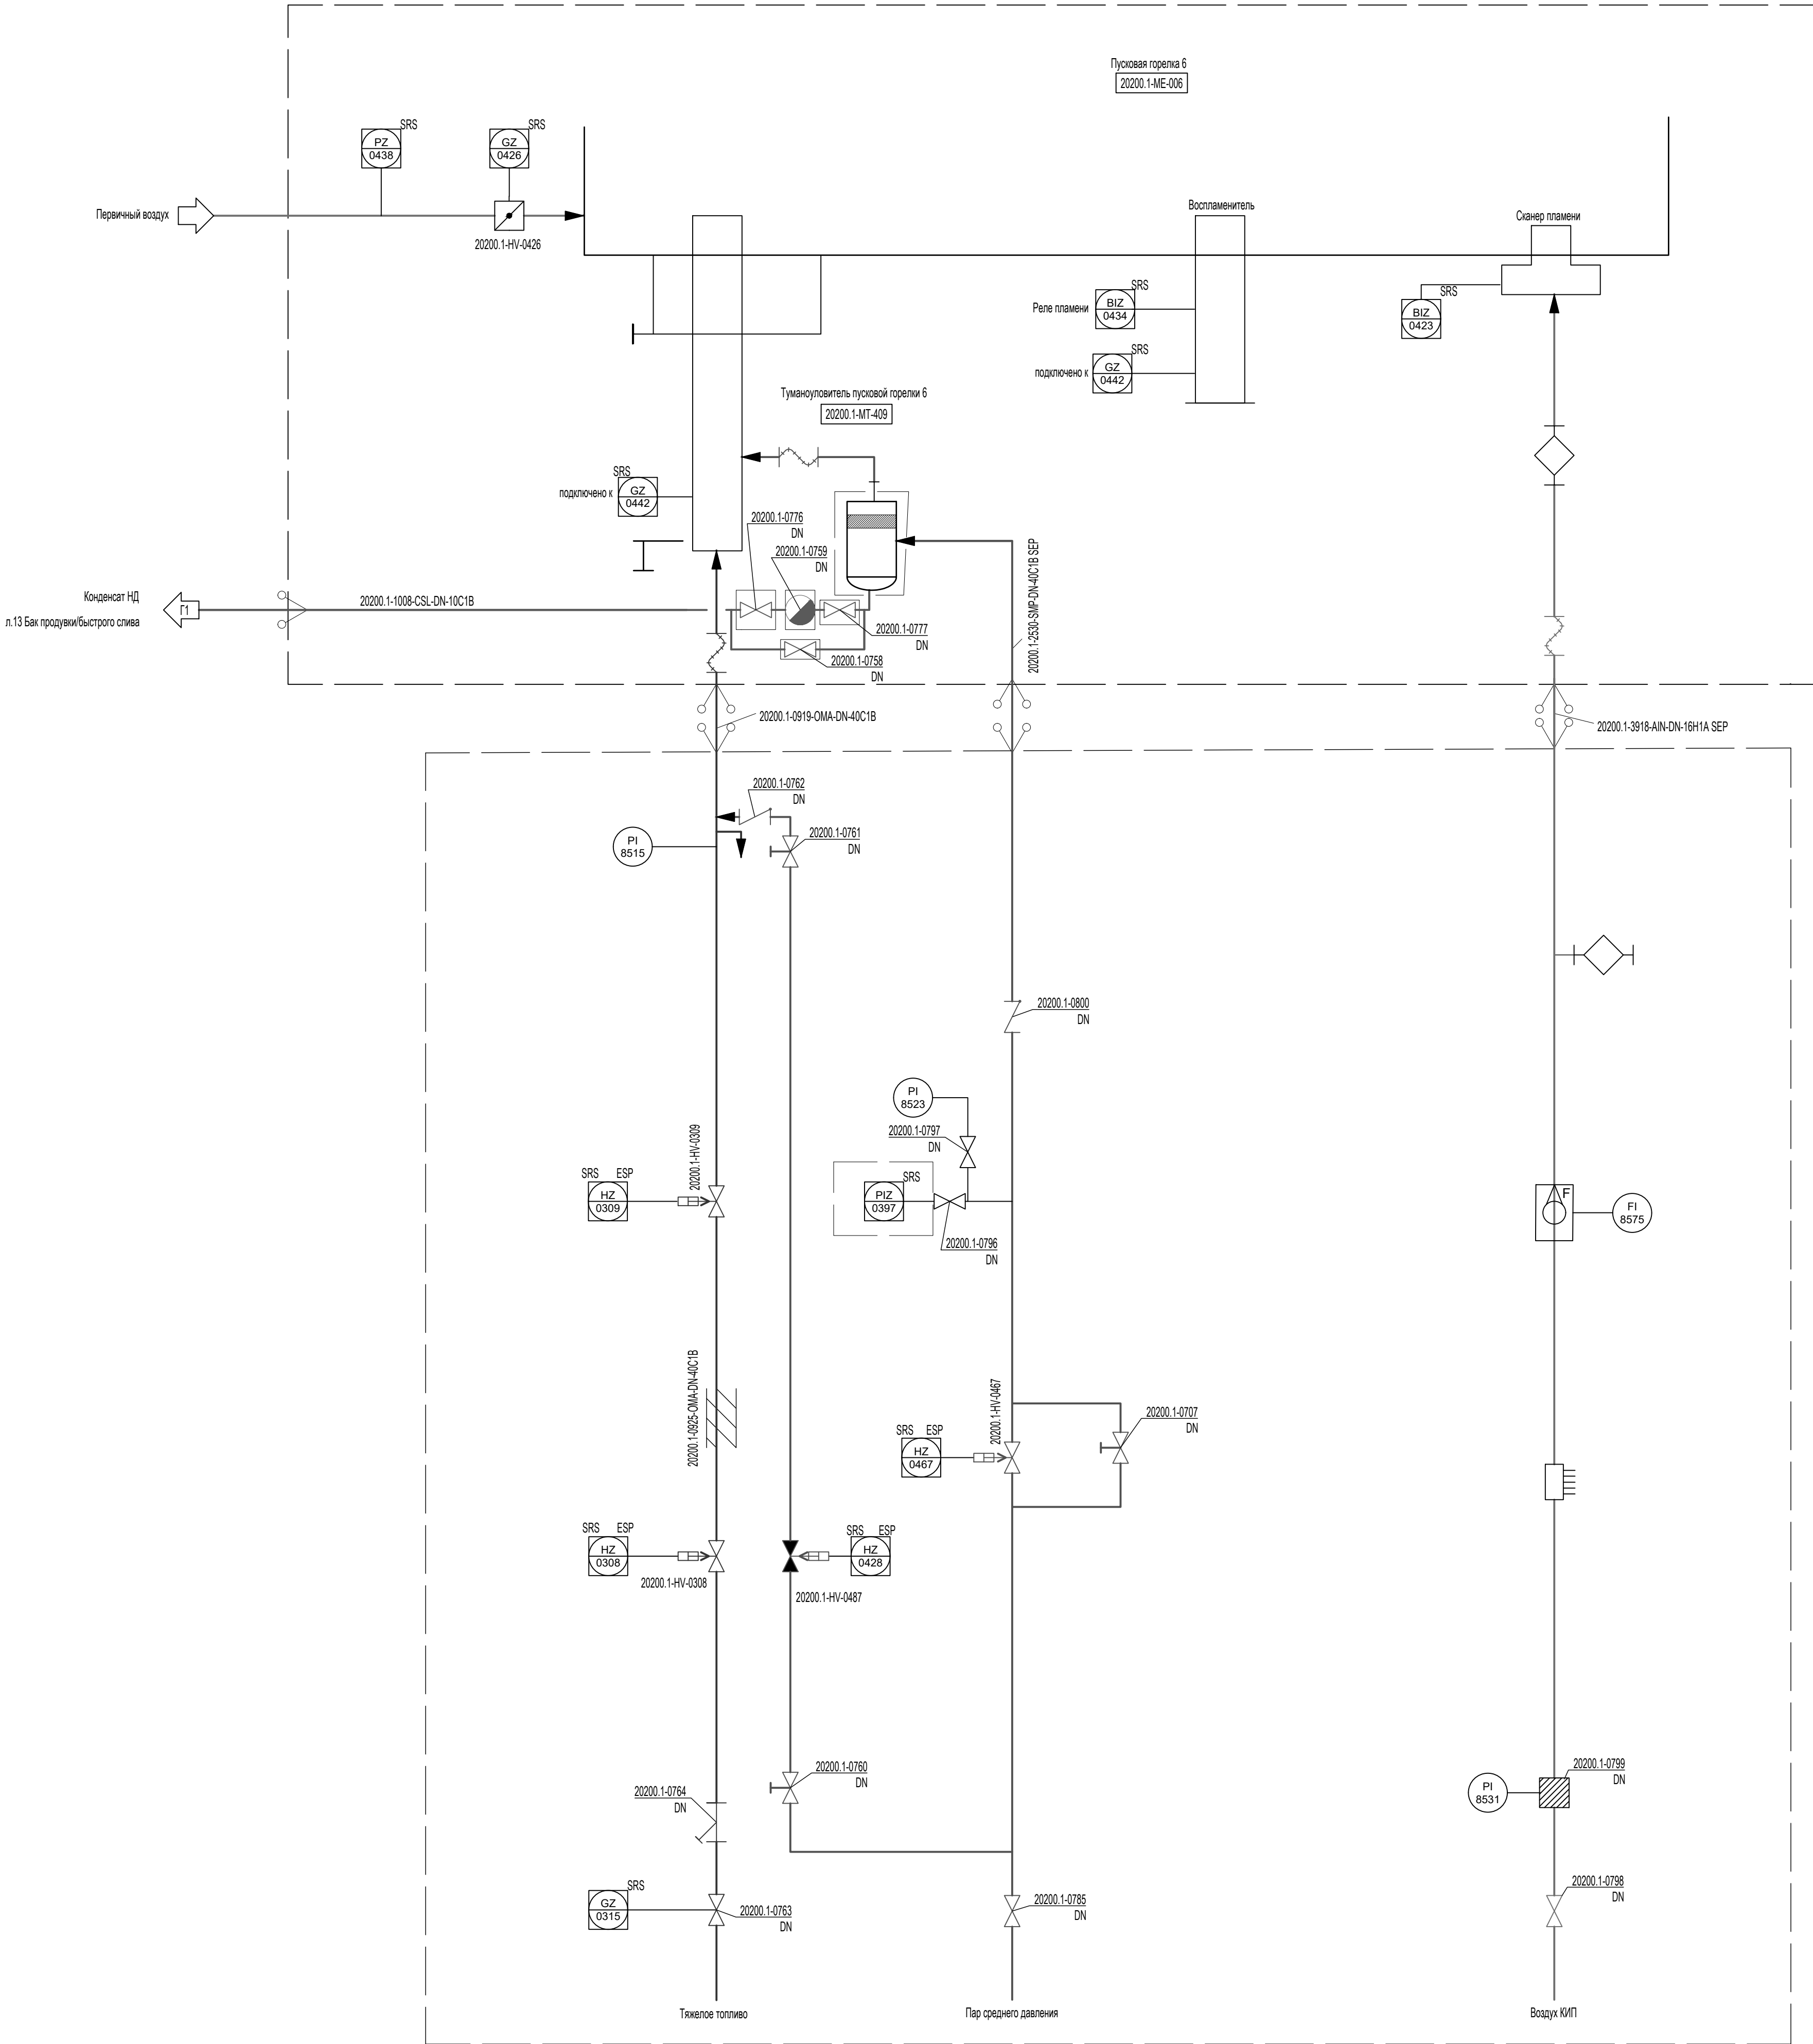 Пусковая горелка 6
20200.1-ME-006
SRS
PZ
0438
SRS
GZ
0426
Первичный воздух
20200.1-HV-0426
Воспламенитель
Сканер пламени
Реле пламени
SRS
BIZ
0434
SRS
BIZ
0423
подключено к
SRS
GZ
0442
Туманоуловитель пусковой горелки 6
20200.1-MT-409
SRS
подключено к
GZ
0442
20200.1-0776
DN
20200.1-0759
DN
20200.1-2530-SMP-DN-40C1B SEP
Конденсат НД
л.13 Бак продувки/быстрого слива
Г1
20200.1-1008-CSL-DN-10C1B
20200.1-0777
DN
20200.1-0758
DN
20200.1-0919-OMA-DN-40C1B
20200.1-3918-AIN-DN-16H1A SEP
20200.1-0762
DN
20200.1-0761
DN
PI
8515
20200.1-0800
DN
PI
8523
20200.1-0797
DN
20200.1-HV-0309
SRS ESP
HZ
0309
SRS
PIZ
0397
20200.1-0796
DN
F
FI
8575
20200.1-0925-OMA-DN-40C1B
20200.1-HV-0467
20200.1-0707
DN
SRS ESP
HZ
0467
SRS ESP
HZ
0308
20200.1-HV-0308
SRS ESP
HZ
0428
20200.1-HV-0487
20200.1-0760
DN
20200.1-0764
DN
20200.1-0799
DN
PI
8531
SRS
GZ
0315
20200.1-0763
DN
20200.1-0785
DN
20200.1-0798
DN
Тяжелое топливо
Пар среднего давления
Воздух КИП